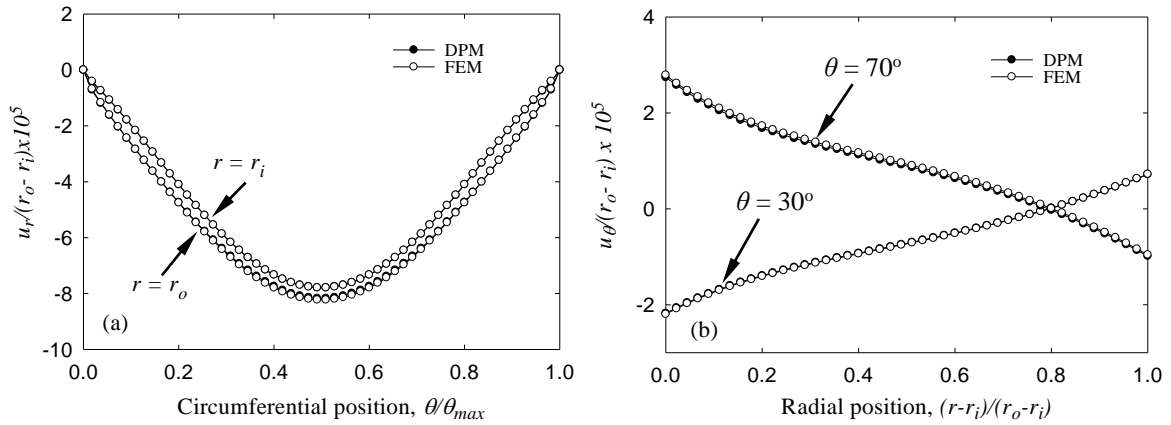 2
0
-2
-4
-6
-8
-10
u_r/(r_o- r_i)x10^5
DPM
FEM
r = r_i
r = r_o
(a)
0.0 0.2 0.4 0.6 0.8 1.0
Circumferential position, θ/θ_max
4
2
0
-2
u_θ/(r_o- r_i) x 10^5
DPM
FEM
θ = 70°
θ = 30°
(b)
0.0 0.2 0.4 0.6 0.8 1.0
Radial position, (r-r_i)/(r_o-r_i)